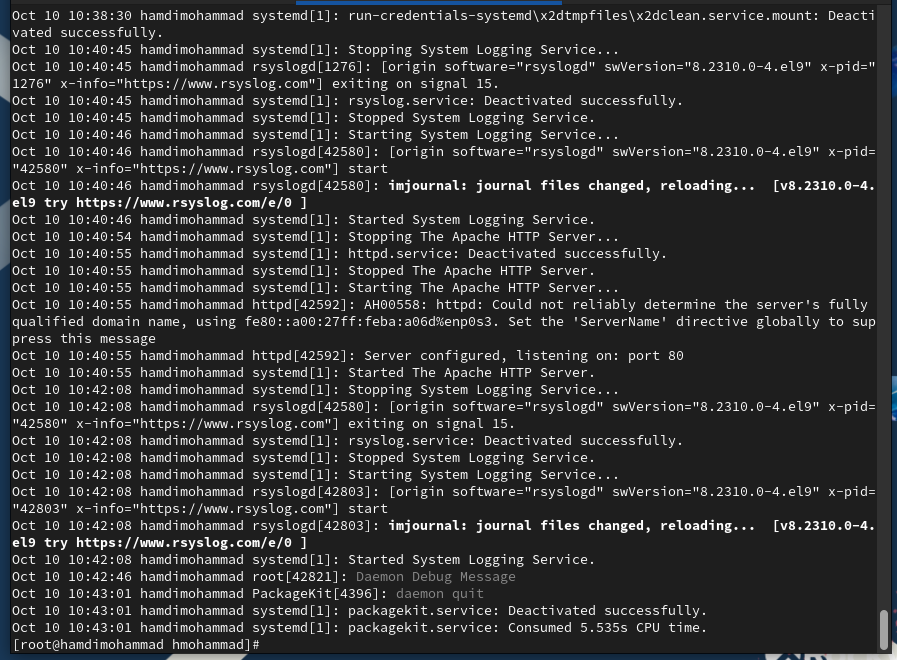 Oct 10 10:38:30 hamdimohammad systemd[1]: run-credentials-systemd\x2dtmpfiles\x2dclean.service.mount: Deacti
vated successfully.
Oct 10 10:40:45 hamdimohammad systemd[1]: Stopping System Logging Service...
Oct 10 10:40:45 hamdimohammad rsyslogd[1276]: [origin software="rsyslogd" swVersion="8.2310.0-4.el9" x-pid="
1276" x-info="https://www.rsyslog.com"] exiting on signal 15.
Oct 10 10:40:45 hamdimohammad systemd[1]: rsyslog.service: Deactivated successfully.
Oct 10 10:40:45 hamdimohammad systemd[1]: Stopped System Logging Service.
Oct 10 10:40:46 hamdimohammad systemd[1]: Starting System Logging Service...
Oct 10 10:40:46 hamdimohammad rsyslogd[42580]: [origin software="rsyslogd" swVersion="8.2310.0-4.el9" x-pid=
"42580" x-info="https://www.rsyslog.com"] start
Oct 10 10:40:46 hamdimohammad rsyslogd[42580]: imjournal: journal files changed, reloading...  [v8.2310.0-4.
el9 try https://www.rsyslog.com/e/0 ]
Oct 10 10:40:46 hamdimohammad systemd[1]: Started System Logging Service.
Oct 10 10:40:54 hamdimohammad systemd[1]: Stopping The Apache HTTP Server...
Oct 10 10:40:55 hamdimohammad systemd[1]: httpd.service: Deactivated successfully.
Oct 10 10:40:55 hamdimohammad systemd[1]: Stopped The Apache HTTP Server.
Oct 10 10:40:55 hamdimohammad systemd[1]: Starting The Apache HTTP Server...
Oct 10 10:40:55 hamdimohammad httpd[42592]: AH00558: httpd: Could not reliably determine the server's fully
qualified domain name, using fe80::a00:27ff:feba:a06d%enp0s3. Set the 'ServerName' directive globally to sup
press this message
Oct 10 10:40:55 hamdimohammad httpd[42592]: Server configured, listening on: port 80
Oct 10 10:40:55 hamdimohammad systemd[1]: Started The Apache HTTP Server.
Oct 10 10:42:08 hamdimohammad systemd[1]: Stopping System Logging Service...
Oct 10 10:42:08 hamdimohammad rsyslogd[42580]: [origin software="rsyslogd" swVersion="8.2310.0-4.el9" x-pid=
"42580" x-info="https://www.rsyslog.com"] exiting on signal 15.
Oct 10 10:42:08 hamdimohammad systemd[1]: rsyslog.service: Deactivated successfully.
Oct 10 10:42:08 hamdimohammad systemd[1]: Stopped System Logging Service.
Oct 10 10:42:08 hamdimohammad systemd[1]: Starting System Logging Service...
Oct 10 10:42:08 hamdimohammad rsyslogd[42803]: [origin software="rsyslogd" swVersion="8.2310.0-4.el9" x-pid=
"42803" x-info="https://www.rsyslog.com"] start
Oct 10 10:42:08 hamdimohammad rsyslogd[42803]: imjournal: journal files changed, reloading...  [v8.2310.0-4.
el9 try https://www.rsyslog.com/e/0 ]
Oct 10 10:42:08 hamdimohammad systemd[1]: Started System Logging Service.
Oct 10 10:42:46 hamdimohammad root[42821]: Daemon Debug Message
Oct 10 10:43:01 hamdimohammad PackageKit[4396]: daemon quit
Oct 10 10:43:01 hamdimohammad systemd[1]: packagekit.service: Deactivated successfully.
Oct 10 10:43:01 hamdimohammad systemd[1]: packagekit.service: Consumed 5.535s CPU time.
[root@hamdimohammad hmohammad]#